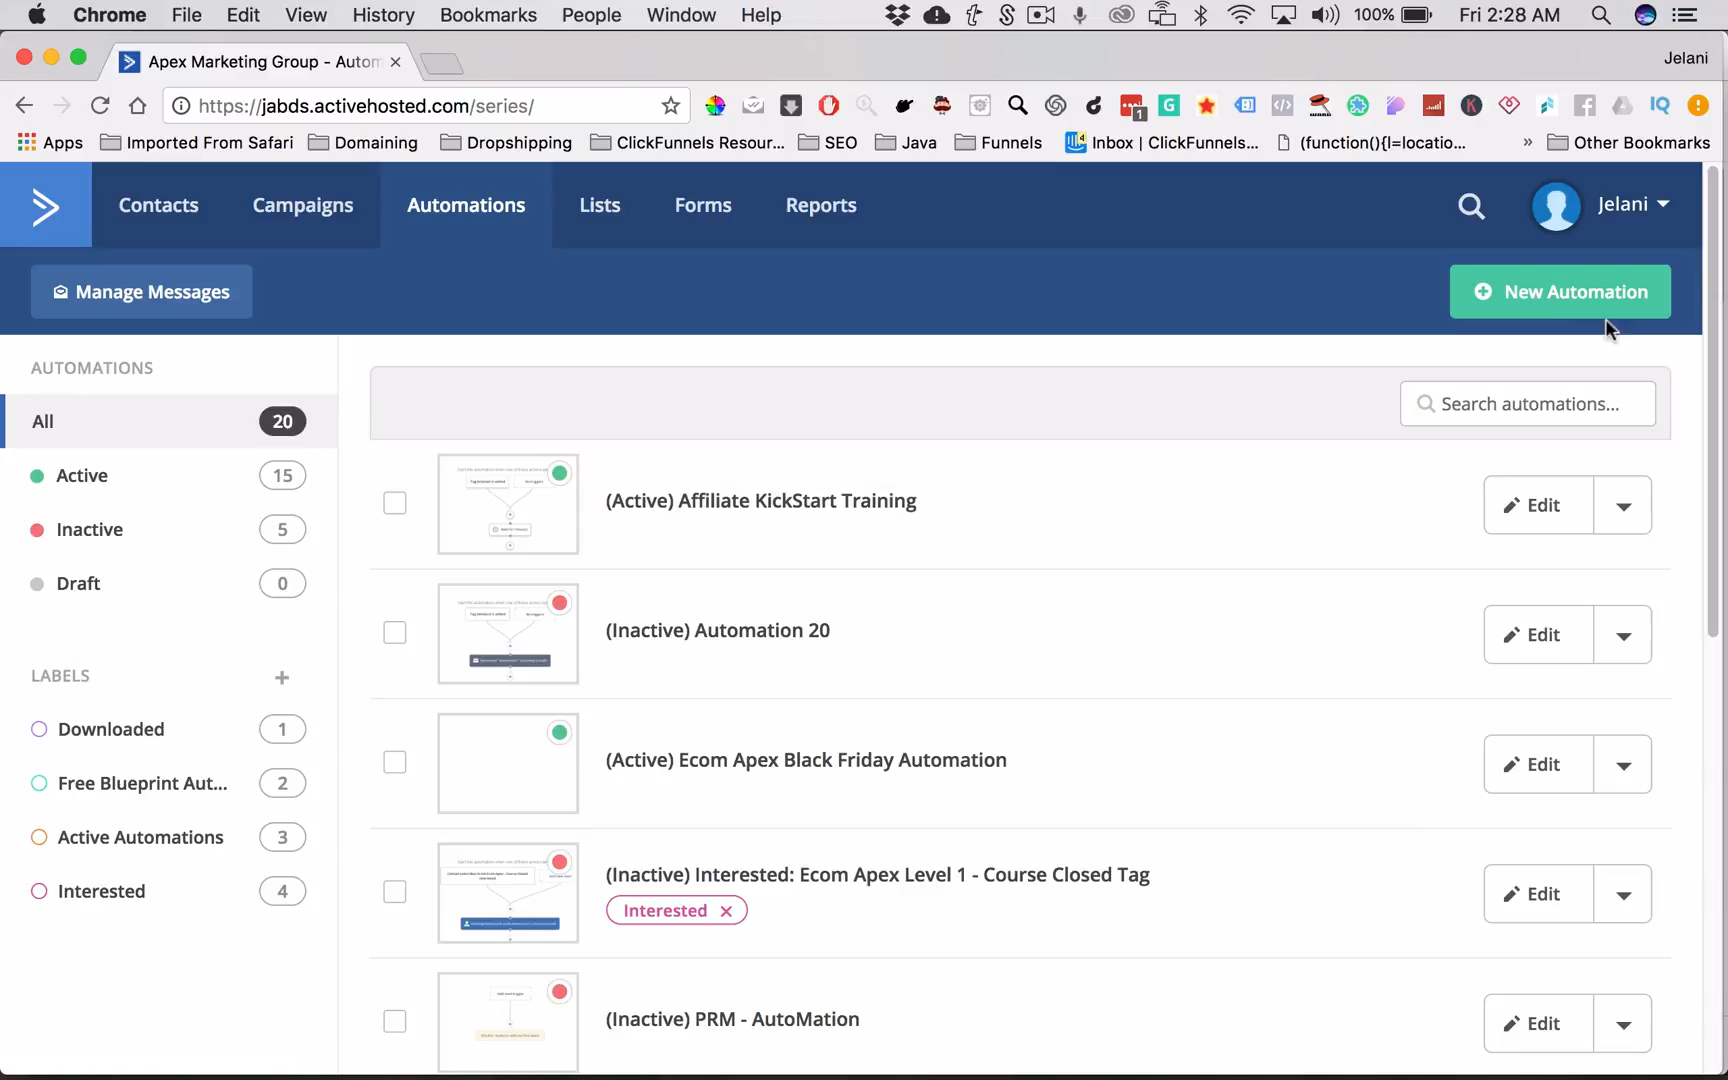 Chrome File Edit View History Bookmarks People Window Help 100% Fri 2:28 AM
Apex Marketing Group - Autom
Jelani
https://jabds.activehosted.com/series/
Apps Imported From Safari Domaining Dropshipping ClickFunnels Resour... SEO Java Funnels Inbox | ClickFunnels... (function(){l=locatio... » Other Bookmarks
Contacts Campaigns Automations Lists Forms Reports Jelani
Manage Messages
New Automation
AUTOMATIONS
All 20
Active 15
Inactive 5
Draft 0
LABELS +
Downloaded 1
Free Blueprint Aut... 2
Active Automations 3
Interested 4
Search automations...
(Active) Affiliate KickStart Training
Edit
(Inactive) Automation 20
Edit
(Active) Ecom Apex Black Friday Automation
Edit
(Inactive) Interested: Ecom Apex Level 1 - Course Closed Tag
Interested ×
Edit
(Inactive) PRM - AutoMation
Edit